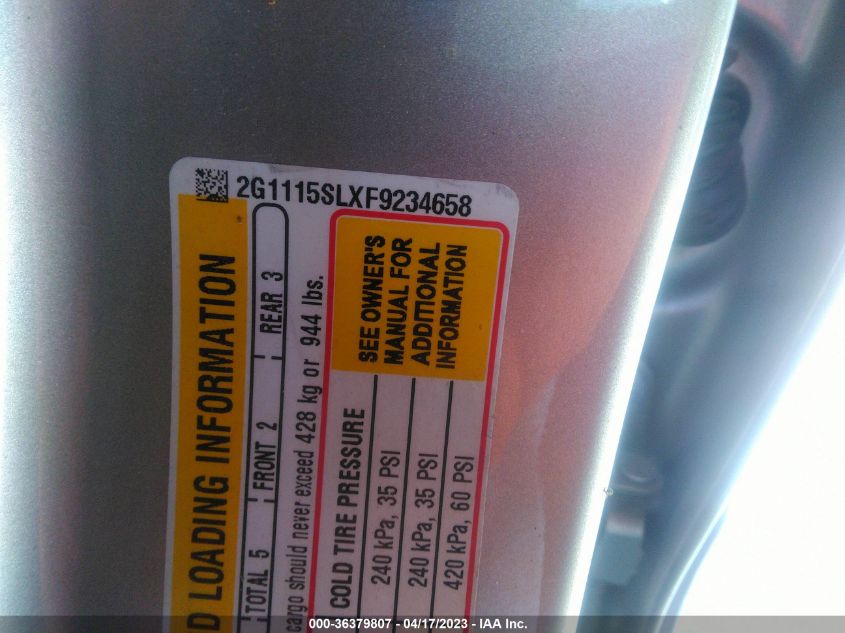 2G1115SLXF9234658
D LOADING INFORMATION
TOTAL 5 FRONT 2 REAR 3
cargo should never exceed 428 kg or 944 lbs.
COLD TIRE PRESSURE
240 kPa, 35 PSI
240 kPa, 35 PSI
420 kPa, 60 PSI
SEE OWNER'S
MANUAL FOR
ADDITIONAL
INFORMATION
000-36379807 - 04/17/2023 - IAA Inc.